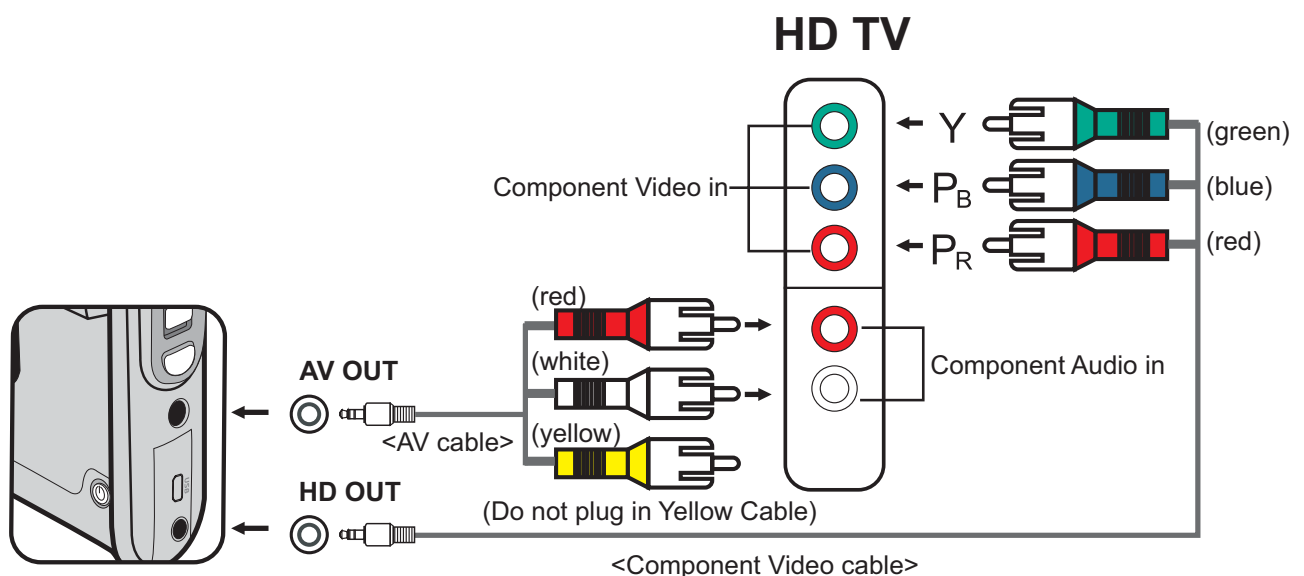 HD TV
Y
(green)
Component Video in
PB
(blue)
PR
(red)
(red)
(white)
Component Audio in
AV OUT
<AV cable>
(yellow)
USB
HD OUT
(Do not plug in Yellow Cable)
<Component Video cable>